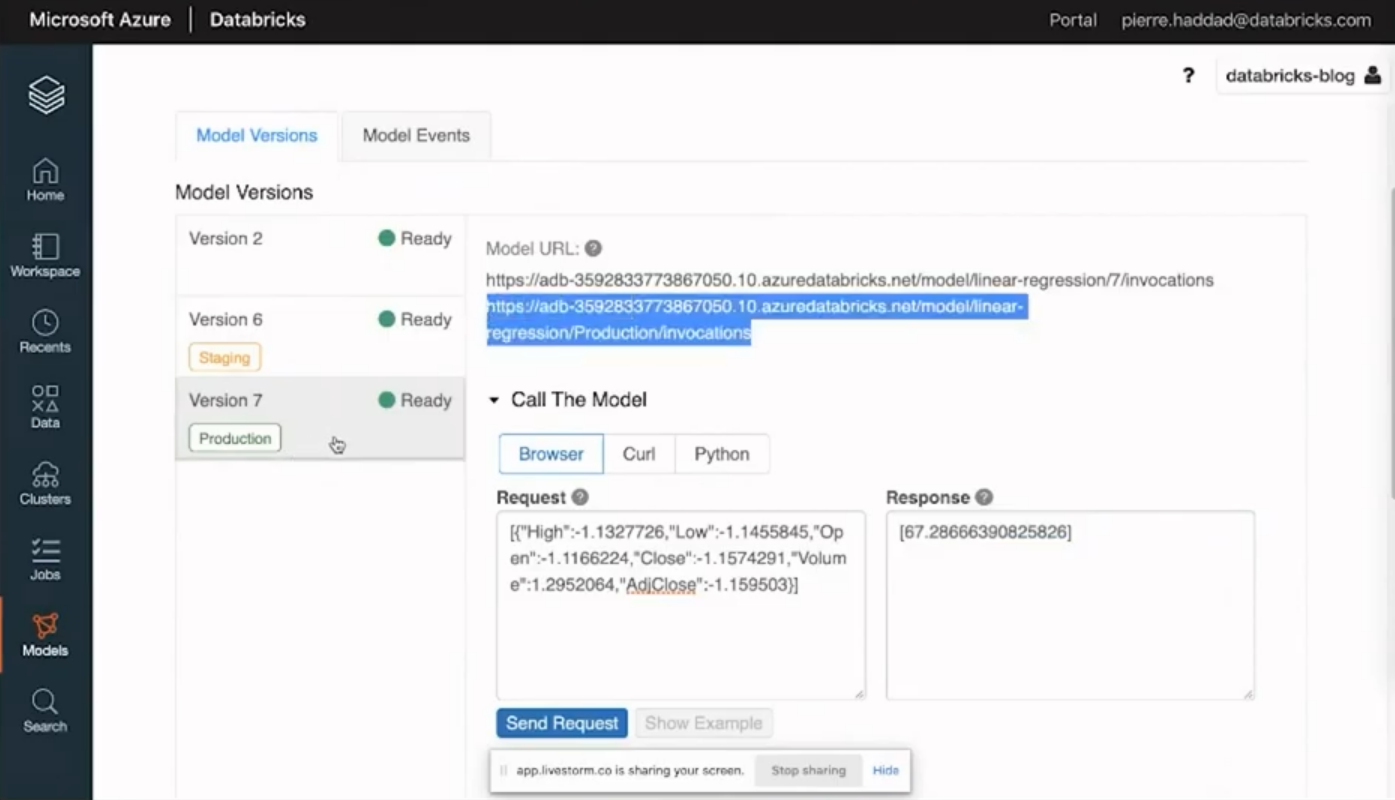 Microsoft Azure | Databricks
Portal pierre.haddad@databricks.com
? databricks-blog
Home
Workspace
Recents
Data
Clusters
Jobs
Models
Search
Model Versions Model Events
Model Versions
Version 2 Ready
Version 6 Ready
Staging
Version 7 Ready
Production
Model URL: ?
https://adb-3592833773867050.10.azuredatabricks.net/model/linear-regression/7/invocations
https://adb-3592833773867050.10.azuredatabricks.net/model/linear-
regression/Production/invocations
Call The Model
Browser Curl Python
Request ?
[{"High":-1.1327726,"Low":-1.1455845,"Op
en":-1.1166224,"Close":-1.1574291,"Volum
e":1.2952064,"AdjClose":-1.159503}]
Response ?
[67.28666390825826]
Send Request Show Example
app.livestorm.co is sharing your screen. Stop sharing Hide